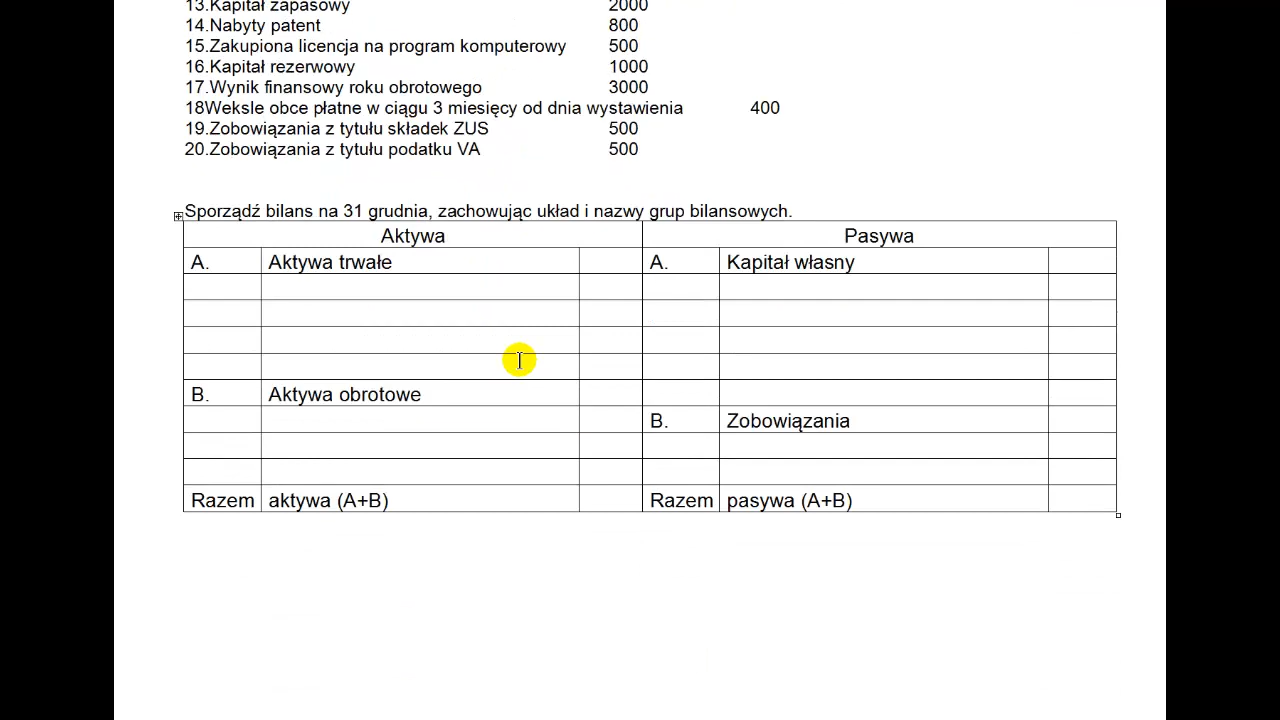 13.Kapitał zapasowy 2000
14.Nabyty patent 800
15.Zakupiona licencja na program komputerowy 500
16.Kapitał rezerwowy 1000
17.Wynik finansowy roku obrotowego 3000
18Weksle obce płatne w ciągu 3 miesięcy od dnia wystawienia 400
19.Zobowiązania z tytułu składek ZUS 500
20.Zobowiązania z tytułu podatku VA 500
Sporządź bilans na 31 grudnia, zachowując układ i nazwy grup bilansowych.
Aktywa Pasywa
A. Aktywa trwałe A. Kapitał własny
B. Aktywa obrotowe
B. Zobowiązania
Razem aktywa (A+B) Razem pasywa (A+B)